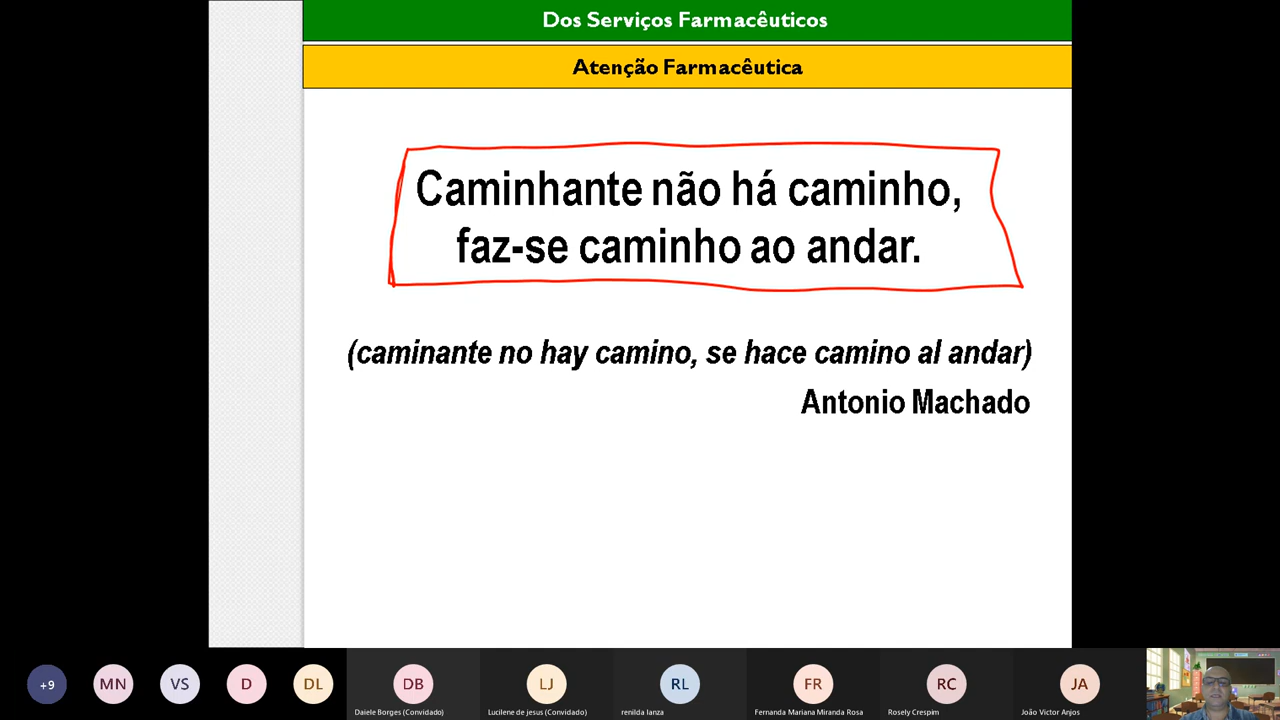 Dos Serviços Farmacêuticos
Atenção Farmacêutica
Caminhante não há caminho,
faz-se caminho ao andar.
(caminante no hay camino, se hace camino al andar)
Antonio Machado
+9
MN
VS
D
DL
DB
LJ
RL
FR
RC
JA
Daiele Borges (Convidado)
Lucilene de jesus (Convidado)
renilda lanza
Fernanda Mariana Miranda Rosa
Rosely Crespim
João Victor Anjos